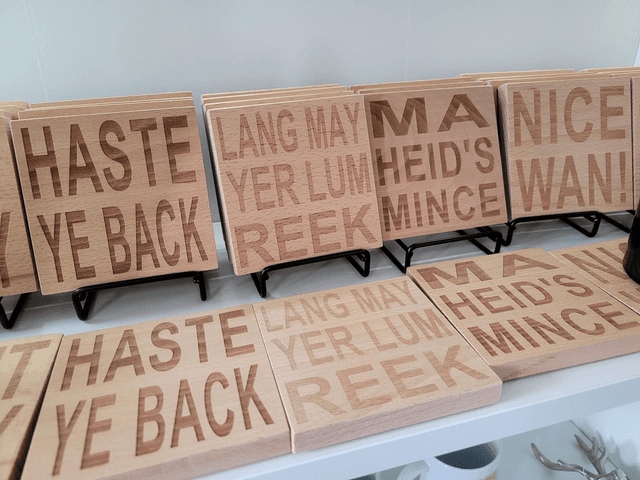 HASTE
YE BACK
LANG MAY
YER LUM
REEK
MA
HEID'S
MINCE
NICE
WAN!
HASTE
YE BACK
LANG MAY
YER LUM
REEK
MA
HEID'S
MINCE